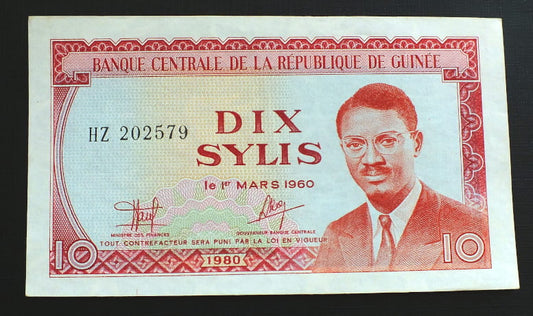 BANQUE CENTRALE DE LA RÉPUBLIQUE DE GUINÉE
HZ 202579
DIX
SYLIS
le 1er MARS 1960
MINISTRE DES FINANCES GOUVERNEUR BANQUE CENTRALE
TOUT CONTREFACTEUR SERA PUNI PAR LA LOI EN VIGUEUR
10 1980 10